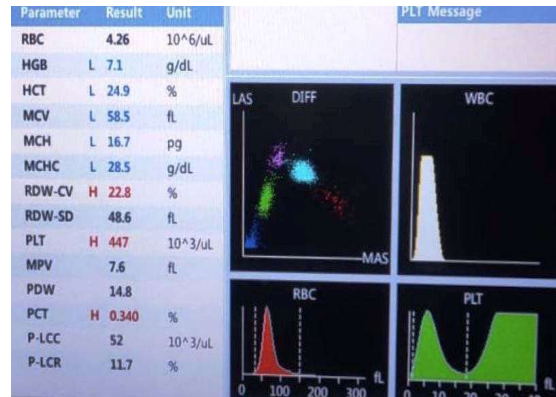 Parameter Result Unit
RBC 4.26 10^6/uL
HGB L 7.1 g/dL
HCT L 24.9 %
MCV L 58.5 fL
MCH L 16.7 pg
MCHC L 28.5 g/dL
RDW-CV H 22.8 %
RDW-SD 48.6 fL
PLT H 447 10^3/uL
MPV 7.6 fL
PDW 14.8
PCT H 0.340 %
P-LCC 52 10^3/uL
P-LCR 11.7 %
PLT Message
LAS DIFF
MAS
WBC
RBC
0 100 200 300 fL
PLT
0 10 20 30 fL